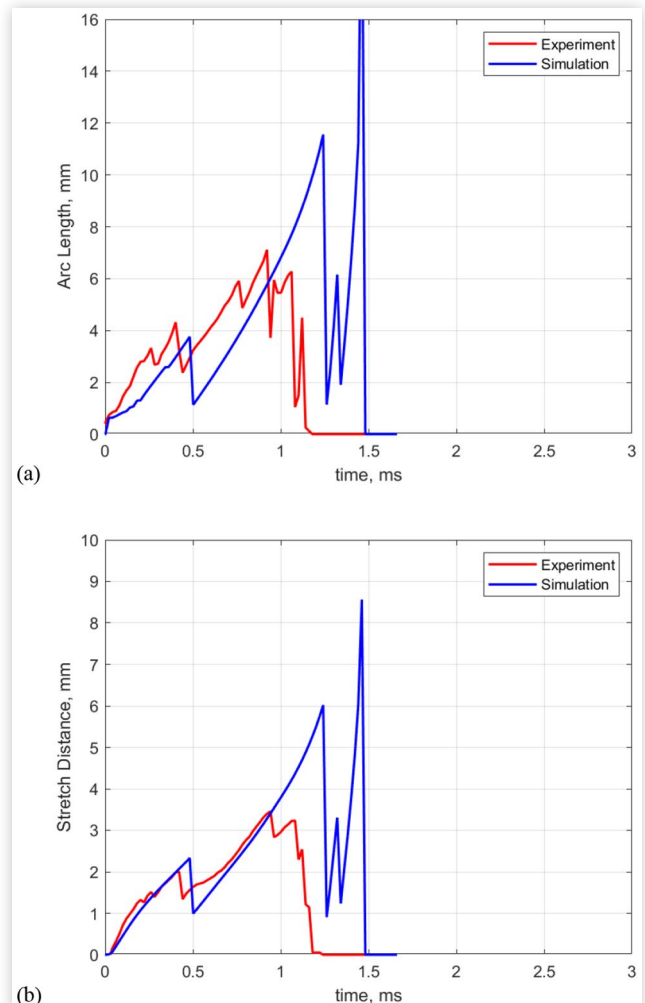 16
14
12
10
8
6
4
2
0
Arc Length, mm
Experiment
Simulation
0 0.5 1 1.5 2 2.5 3
time, ms
(a)
10
9
8
7
6
5
4
3
2
1
0
Stretch Distance, mm
Experiment
Simulation
0 0.5 1 1.5 2 2.5 3
time, ms
(b)